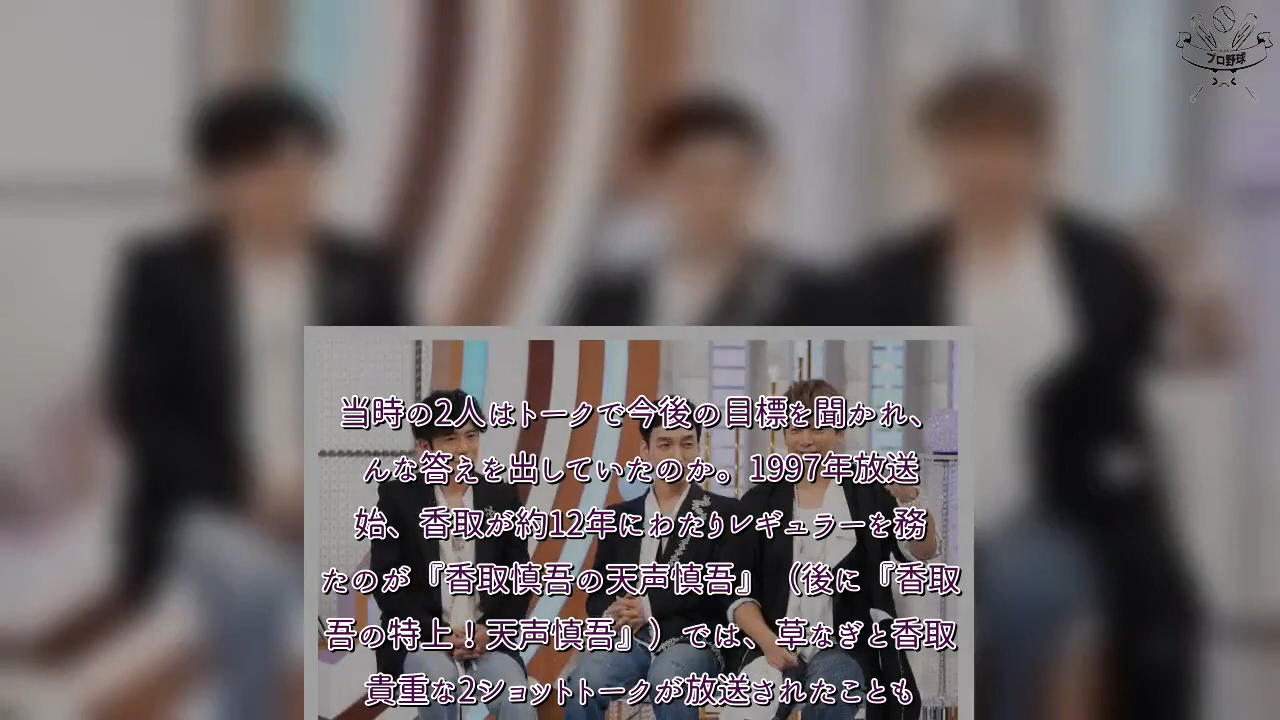 プロ野球
当時の2人はトークで今後の目標を聞かれ、
んな答えを出していたのか。1997年放送
始、香取が約12年にわたりレギュラーを務
たのが『香取慎吾の天声慎吾』（後に『香取
吾の特上！天声慎吾』）では、草なぎと香取
貴重な2ショットトークが放送されたことも